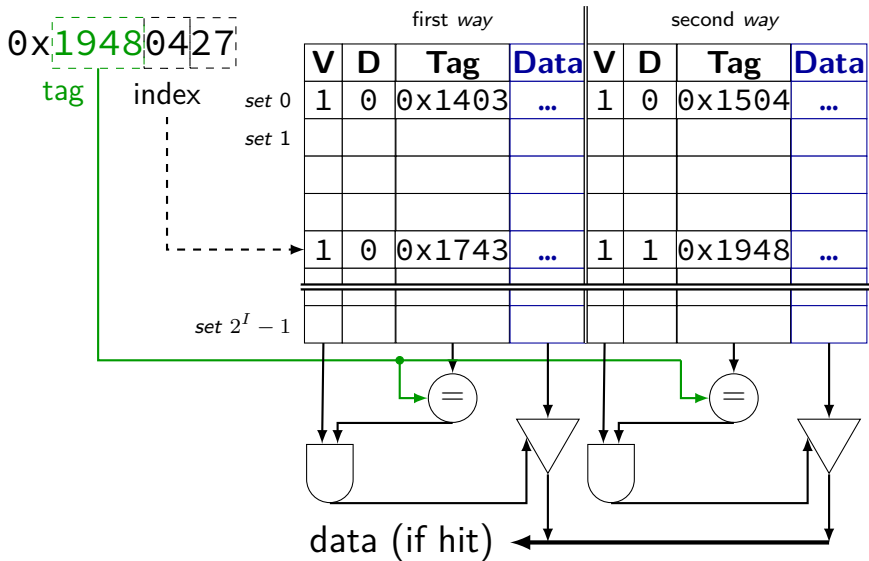 first way second way
0x19480427
tag index
V D Tag Data V D Tag Data
set 0 1 0 0x1403 ... 1 0 0x1504 ...
set 1
1 0 0x1743 ... 1 1 0x1948 ...
set 2^I − 1
= =
data (if hit)